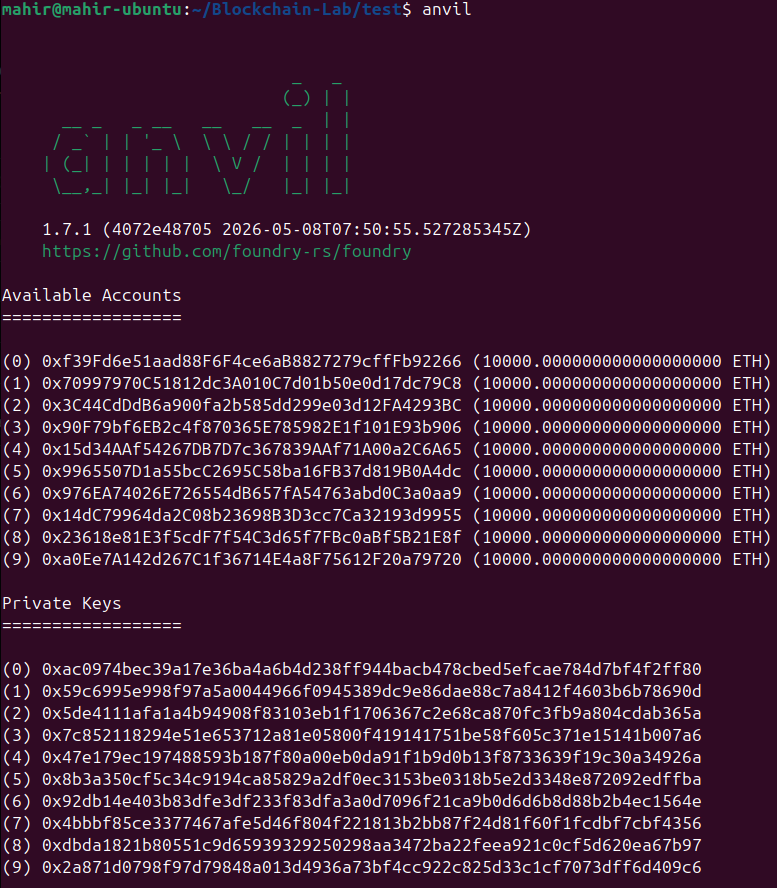 mahir@mahir-ubuntu:~/Blockchain-Lab/test$ anvil
anvil
1.7.1 (4072e48705 2026-05-08T07:50:55.527285345Z)
https://github.com/foundry-rs/foundry
Available Accounts
==================
(0) 0xf39Fd6e51aad88F6F4ce6aB8827279cffFb92266 (10000.000000000000000000 ETH)
(1) 0x70997970C51812dc3A010C7d01b50e0d17dc79C8 (10000.000000000000000000 ETH)
(2) 0x3C44CdDdB6a900fa2b585dd299e03d12FA4293BC (10000.000000000000000000 ETH)
(3) 0x90F79bf6EB2c4f870365E785982E1f101E93b906 (10000.000000000000000000 ETH)
(4) 0x15d34AAf54267DB7D7c367839AAf71A00a2C6A65 (10000.000000000000000000 ETH)
(5) 0x9965507D1a55bcC2695C58ba16FB37d819B0A4dc (10000.000000000000000000 ETH)
(6) 0x976EA74026E726554dB657fA54763abd0C3a0aa9 (10000.000000000000000000 ETH)
(7) 0x14dC79964da2C08b23698B3D3cc7Ca32193d9955 (10000.000000000000000000 ETH)
(8) 0x23618e81E3f5cdF7f54C3d65f7FBc0aBf5B21E8f (10000.000000000000000000 ETH)
(9) 0xa0Ee7A142d267C1f36714E4a8F75612F20a79720 (10000.000000000000000000 ETH)
Private Keys
==================
(0) 0xac0974bec39a17e36ba4a6b4d238ff944bacb478cbed5efcae784d7bf4f2ff80
(1) 0x59c6995e998f97a5a0044966f0945389dc9e86dae88c7a8412f4603b6b78690d
(2) 0x5de4111afa1a4b94908f83103eb1f1706367c2e68ca870fc3fb9a804cdab365a
(3) 0x7c852118294e51e653712a81e05800f419141751be58f605c371e15141b007a6
(4) 0x47e179ec197488593b187f80a00eb0da91f1b9d0b13f8733639f19c30a34926a
(5) 0x8b3a350cf5c34c9194ca85829a2df0ec3153be0318b5e2d3348e872092edffba
(6) 0x92db14e403b83dfe3df233f83dfa3a0d7096f21ca9b0d6d6b8d88b2b4ec1564e
(7) 0x4bbbf85ce3377467afe5d46f804f221813b2bb87f24d81f60f1fcdbf7cbf4356
(8) 0xdbda1821b80551c9d65939329250298aa3472ba22feea921c0cf5d620ea67b97
(9) 0x2a871d0798f97d79848a013d4936a73bf4cc922c825d33c1cf7073dff6d409c6